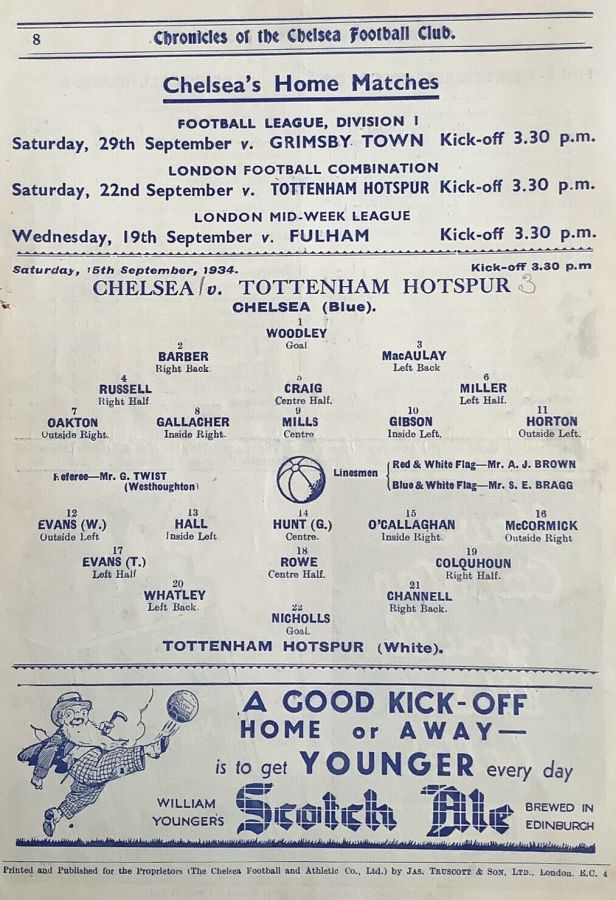 8 Chronicles of the Chelsea Football Club.
Chelsea's Home Matches
FOOTBALL LEAGUE, DIVISION I
Saturday, 29th September v. GRIMSBY TOWN Kick-off 3.30 p.m.
LONDON FOOTBALL COMBINATION
Saturday, 22nd September v. TOTTENHAM HOTSPUR Kick-off 3.30 p.m.
LONDON MID-WEEK LEAGUE
Wednesday, 19th September v. FULHAM Kick-off 3.30 p.m.
Saturday, 15th September, 1934. Kick-off 3.30 p.m
CHELSEA 1 v. TOTTENHAM HOTSPUR 3
CHELSEA (Blue).
1
WOODLEY
Goal
2 3
BARBER MacAULAY
Right Back Left Back
4 5 6
RUSSELL CRAIG MILLER
Right Half Centre Half. Left Half.
7 8 9 10 11
OAKTON GALLACHER MILLS GIBSON HORTON
Outside Right. Inside Right. Centre Inside Left. Outside Left.
Referee—Mr. G. TWIST
(Westhoughton)
Linesmen
Red & White Flag—Mr. A. J. BROWN
Blue & White Flag—Mr. S. E. BRAGG
12 13 14 15 16
EVANS (W.) HALL HUNT (G.) O'CALLAGHAN McCORMICK
Outside Left Inside Left Centre. Inside Right. Outside Right
17 18 19
EVANS (T.) ROWE COLQUHOUN
Left Half Centre Half. Right Half.
20 21
WHATLEY CHANNELL
Left Back. Right Back.
22
NICHOLLS
Goal.
TOTTENHAM HOTSPUR (White).
A GOOD KICK-OFF
HOME or AWAY—
is to get YOUNGER every day
WILLIAM YOUNGER'S Scotch Ale BREWED IN EDINBURGH
Printed and Published for the Proprietors (The Chelsea Football and Athletic Co., Ltd.) by JAS. TRUSCOTT & SON, LTD., London. E.C. 4